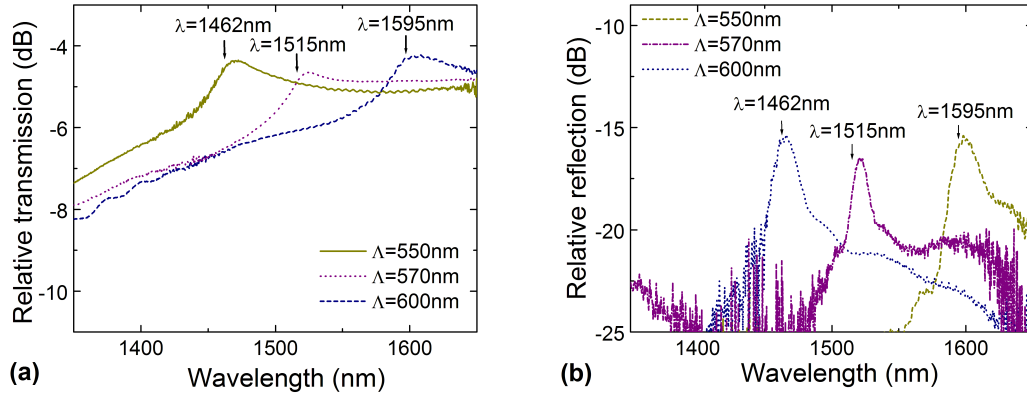 λ=1462nm
λ=1595nm
λ=1515nm
-4
-6
-8
-10
Relative transmission (dB)
Λ=550nm
Λ=570nm
Λ=600nm
1400
1500
1600
Wavelength (nm)
(a)
Λ=550nm
Λ=570nm
Λ=600nm
λ=1462nm
λ=1515nm
λ=1595nm
-10
-15
-20
-25
Relative reflection (dB)
1400
1500
1600
Wavelength (nm)
(b)